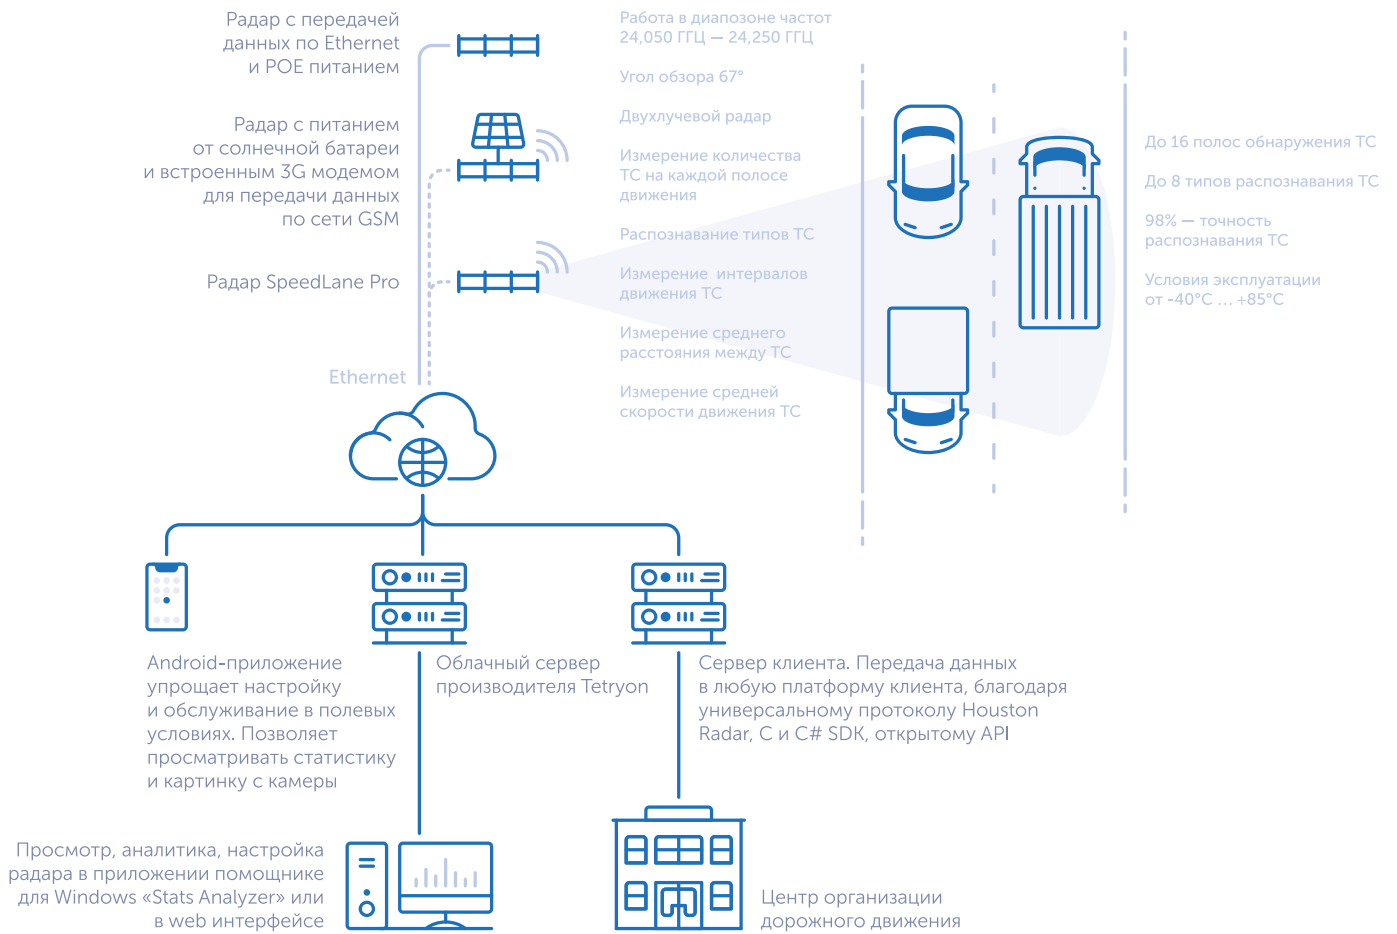 Радар с передачей
данных по Ethernet
и POE питанием
Радар с питанием
от солнечной батареи
и встроенным 3G модемом
для передачи данных
по сети GSM
Радар SpeedLane Pro
Ethernet
Работа в диапозоне частот
24,050 ГГЦ — 24,250 ГГЦ
Угол обзора 67°
Двухлучевой радар
Измерение количества
ТС на каждой полосе
движения
Распознавание типов ТС
Измерение интервалов
движения ТС
Измерение среднего
расстояния между ТС
Измерение средней
скорости движения ТС
До 16 полос обнаружения ТС
До 8 типов распознавания ТС
98% — точность
распознавания ТС
Условия эксплуатации
от -40°C ... +85°C
Android-приложение
упрощает настройку
и обслуживание в полевых
условиях. Позволяет
просматривать статистику
и картинку с камеры
Облачный сервер
производителя Tetryon
Сервер клиента. Передача данных
в любую платформу клиента, благодаря
универсальному протоколу Houston
Radar, С и C# SDK, открытому API
Просмотр, аналитика, настройка
радара в приложении помощнике
для Windows «Stats Analyzer» или
в web интерфейсе
Центр организации
дорожного движения